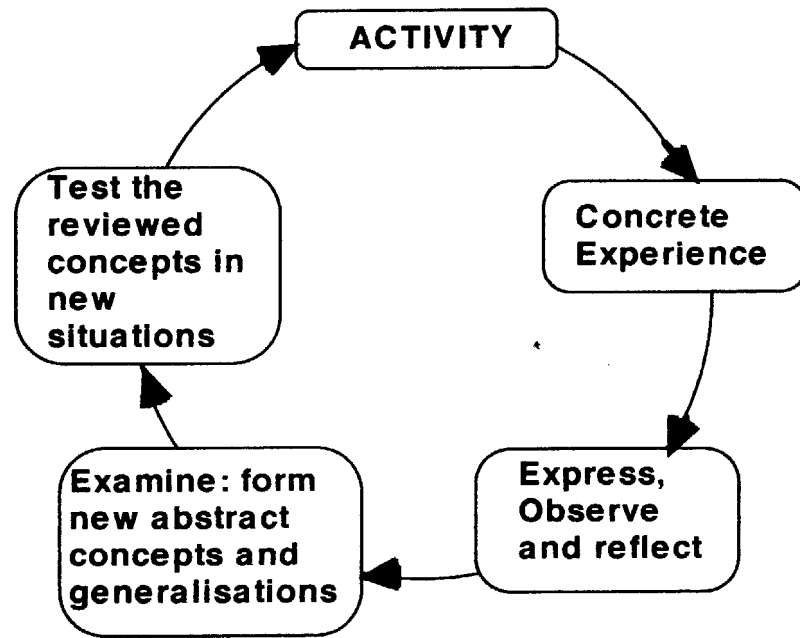 ACTIVITY
Concrete
Experience
Express,
Observe
and reflect
Examine: form
new abstract
concepts and
generalisations
Test the
reviewed
concepts in
new
situations